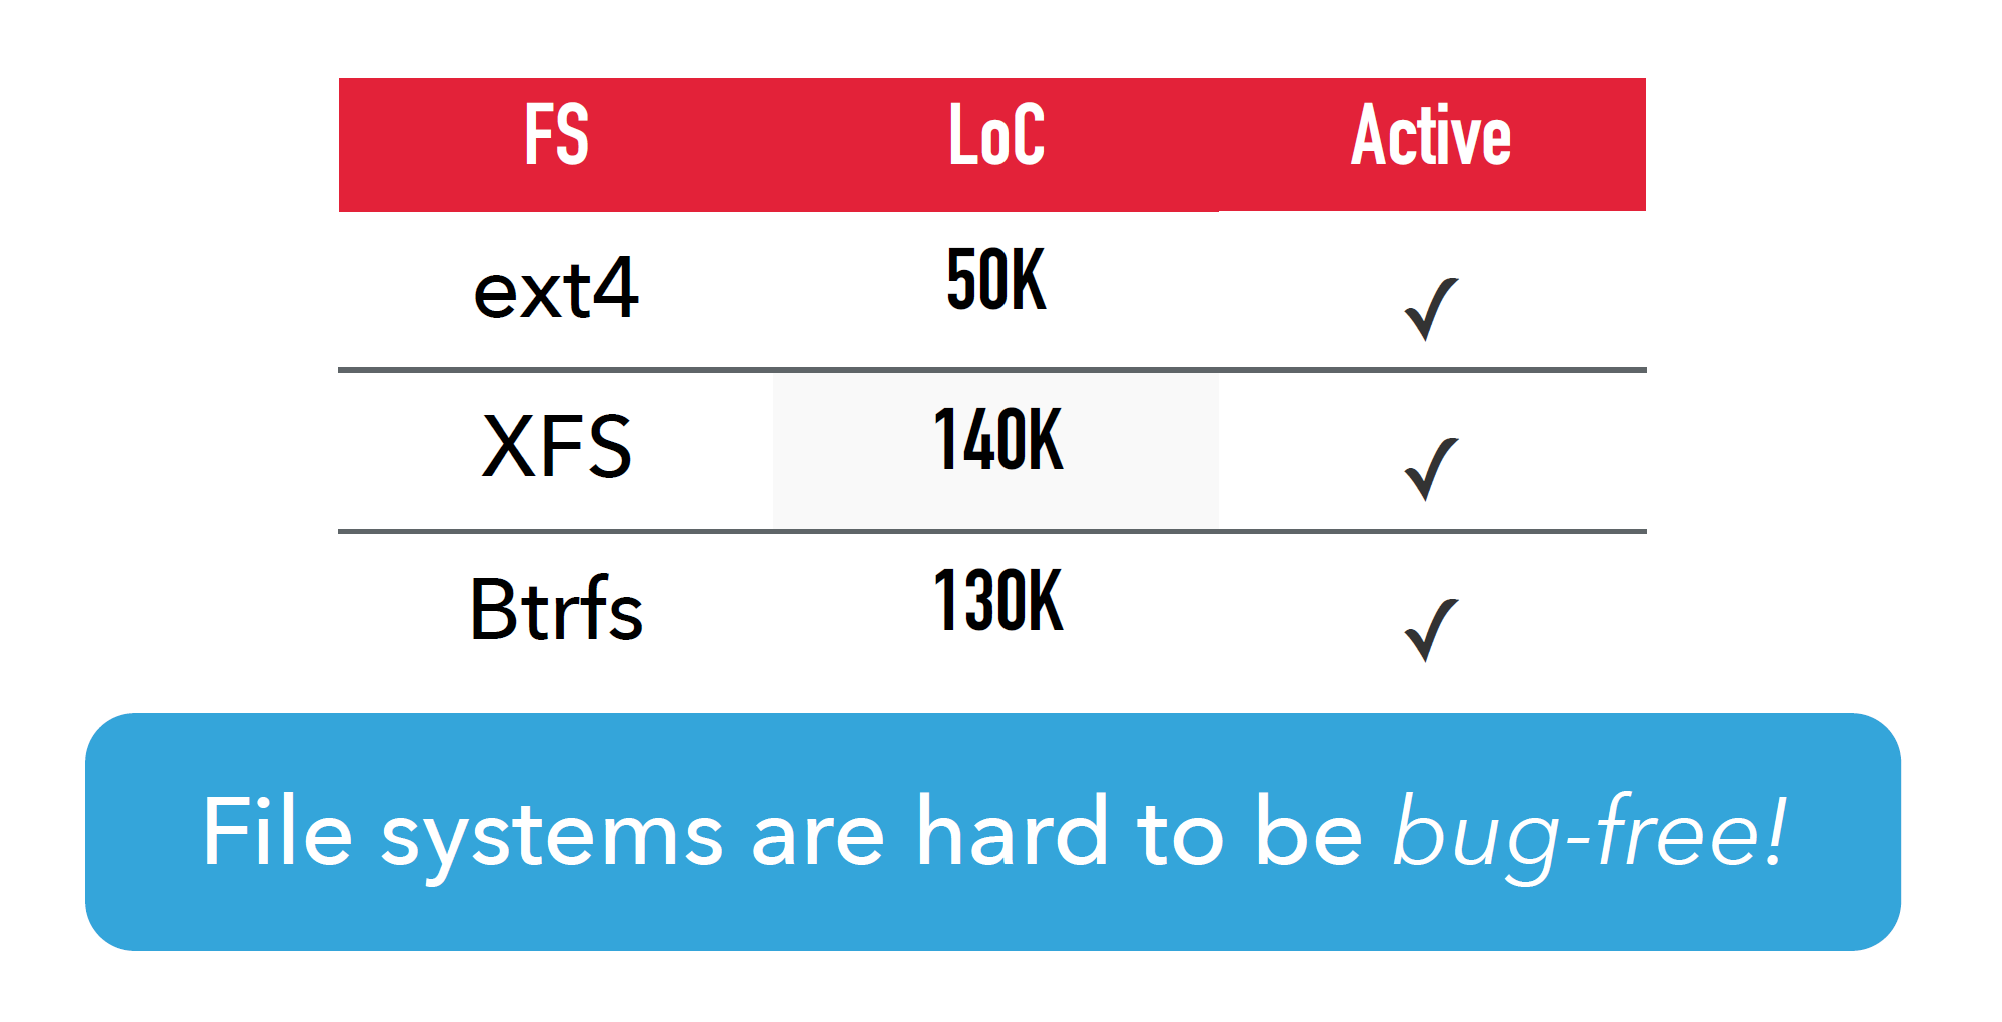 FS LoC Active
ext4 50K ✓
XFS 140K ✓
Btrfs 130K ✓
File systems are hard to be bug-free!